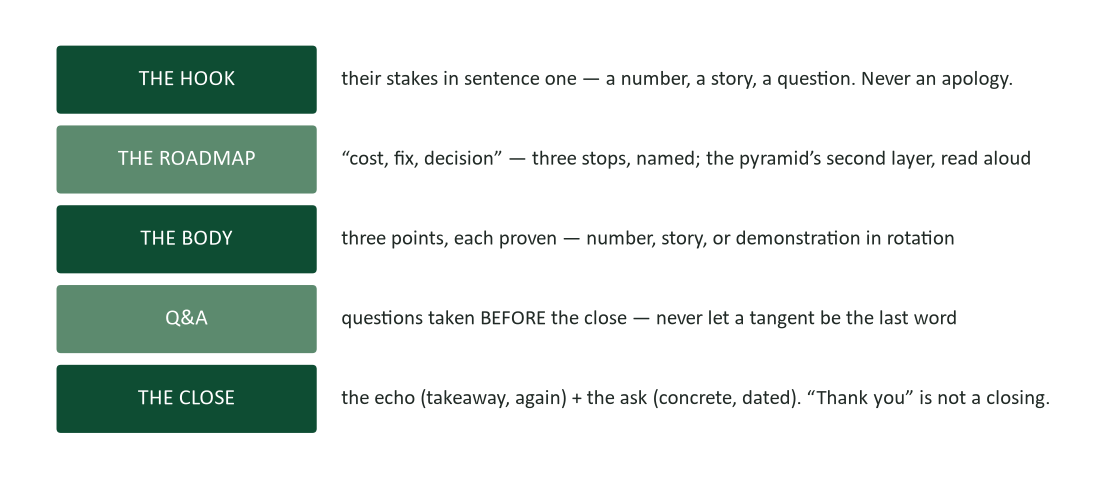 THE HOOK
their stakes in sentence one — a number, a story, a question. Never an apology.
THE ROADMAP
“cost, fix, decision” — three stops, named; the pyramid’s second layer, read aloud
THE BODY
three points, each proven — number, story, or demonstration in rotation
Q&A
questions taken BEFORE the close — never let a tangent be the last word
THE CLOSE
the echo (takeaway, again) + the ask (concrete, dated). “Thank you” is not a closing.